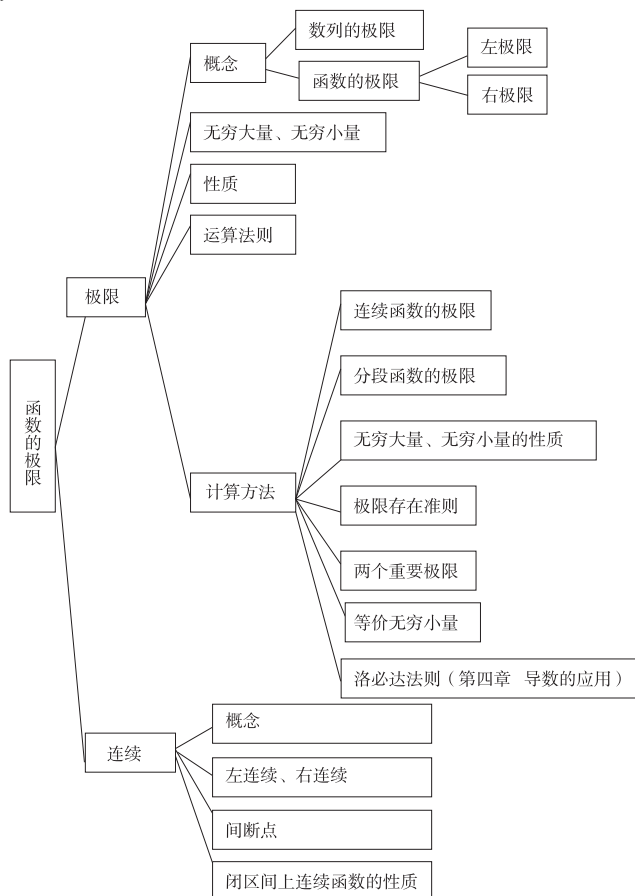 数列的极限
概念
左极限
函数的极限
右极限
无穷大量、无穷小量
性质
运算法则
极限
连续函数的极限
分段函数的极限
函数的极限
无穷大量、无穷小量的性质
计算方法
极限存在准则
两个重要极限
等价无穷小量
洛必达法则（第四章 导数的应用）
概念
连续
左连续、右连续
间断点
闭区间上连续函数的性质